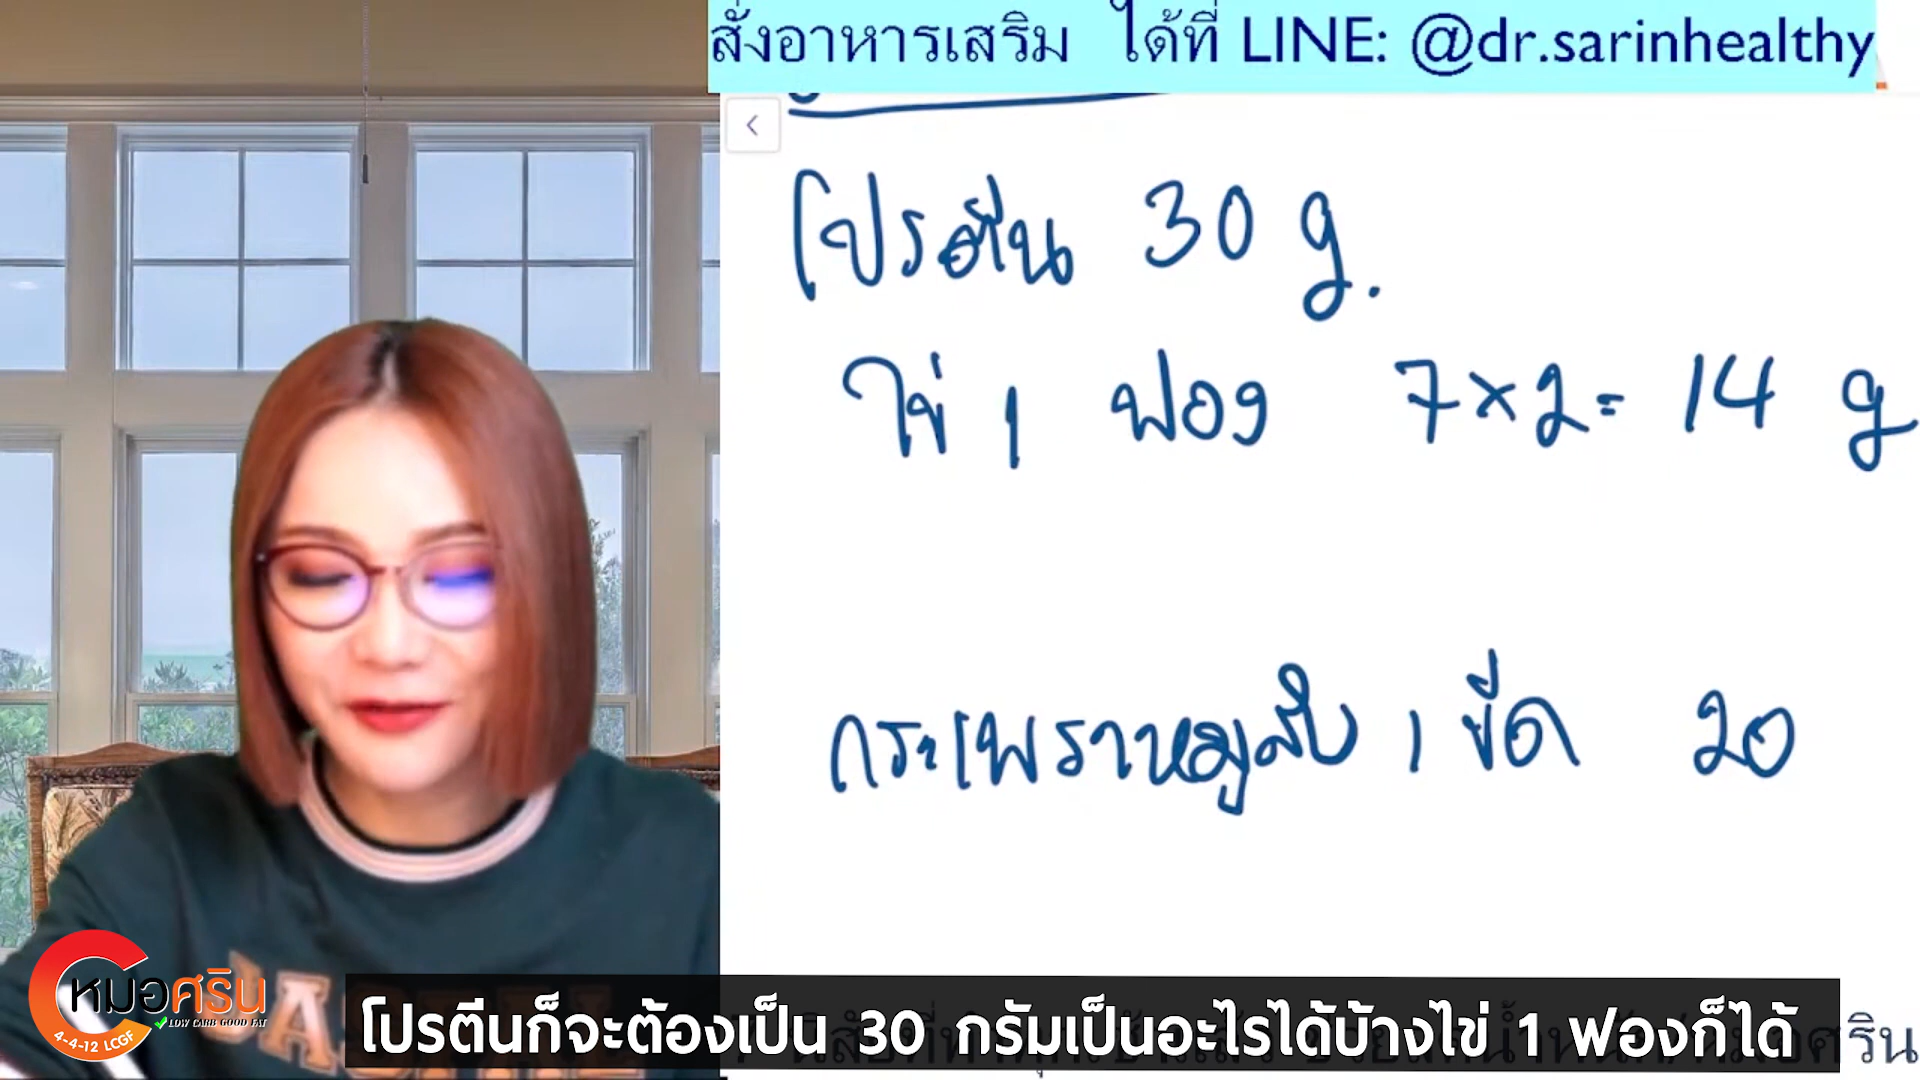 สั่งอาหารเสริม ได้ที่ LINE: @dr.sarinhealthy
โปรตีน 30 g.
ไข่ 1 ฟอง 7×2= 14 g
กระเพราหมูสับ 1 ขีด 20
หมอศริน
LOW CARB GOOD FAT
4-4-12 LCGF
โปรตีนก็จะต้องเป็น 30 กรัมเป็นอะไรได้บ้างไข่ 1 ฟองก็ได้
ศริน